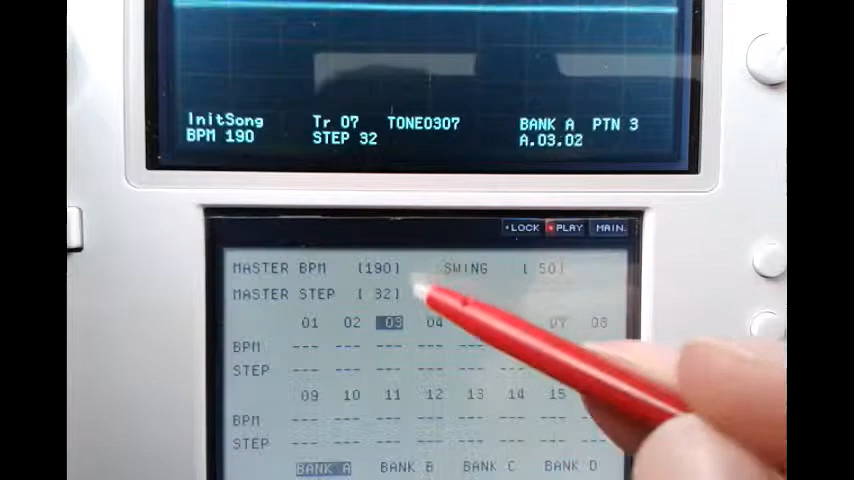 InitSong Tr 07 TONE0307 BANK A PTN 3
BPM 190 STEP 32 A.03.02
LOCK PLAY MAIN
MASTER BPM [190] SWING [ 50]
MASTER STEP [ 32]
01 02 03 04 07 08
BPM --- --- --- --- --- ---
STEP --- --- --- --- ---
09 10 11 12 13 14 15
BPM --- --- --- --- --- --- --- ---
STEP --- --- --- --- --- --- --- ---
BANK A BANK B BANK C BANK D